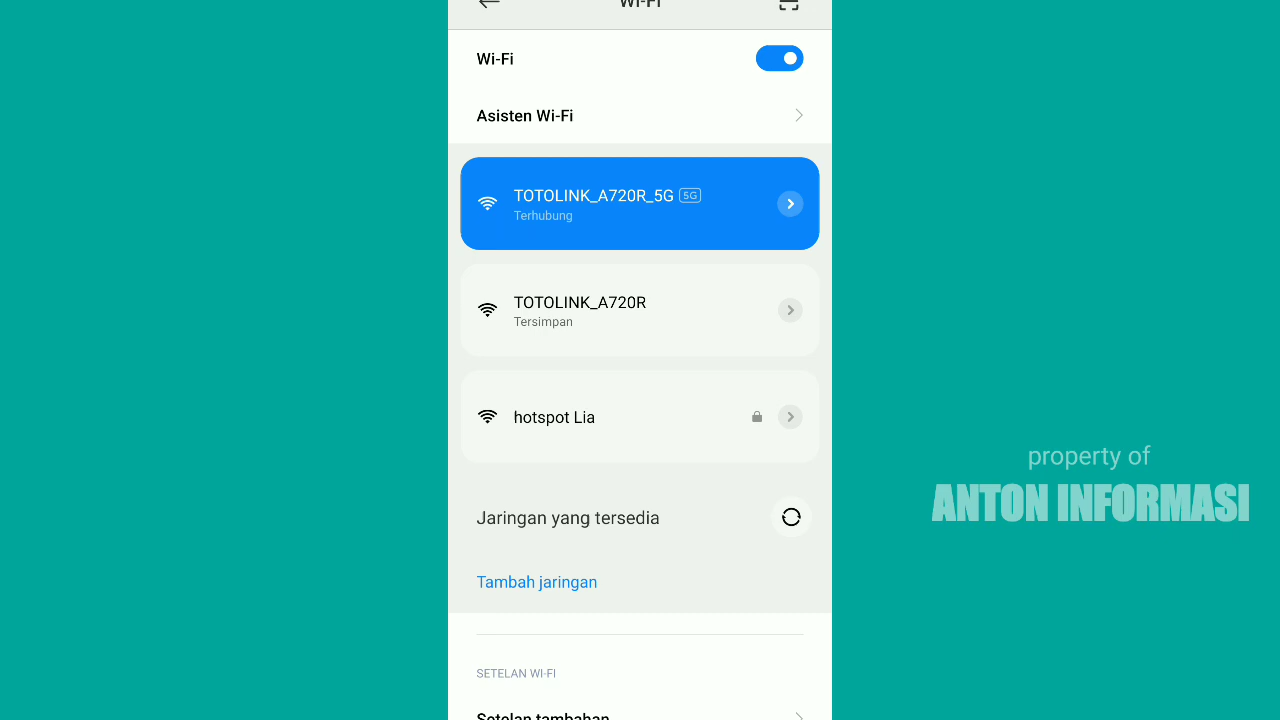 Wi-Fi
Wi-Fi
Asisten Wi-Fi
TOTOLINK_A720R_5G 5G
Terhubung
TOTOLINK_A720R
Tersimpan
hotspot Lia
Jaringan yang tersedia
Tambah jaringan
SETELAN WI-FI
Setelan tambahan
property of
ANTON INFORMASI